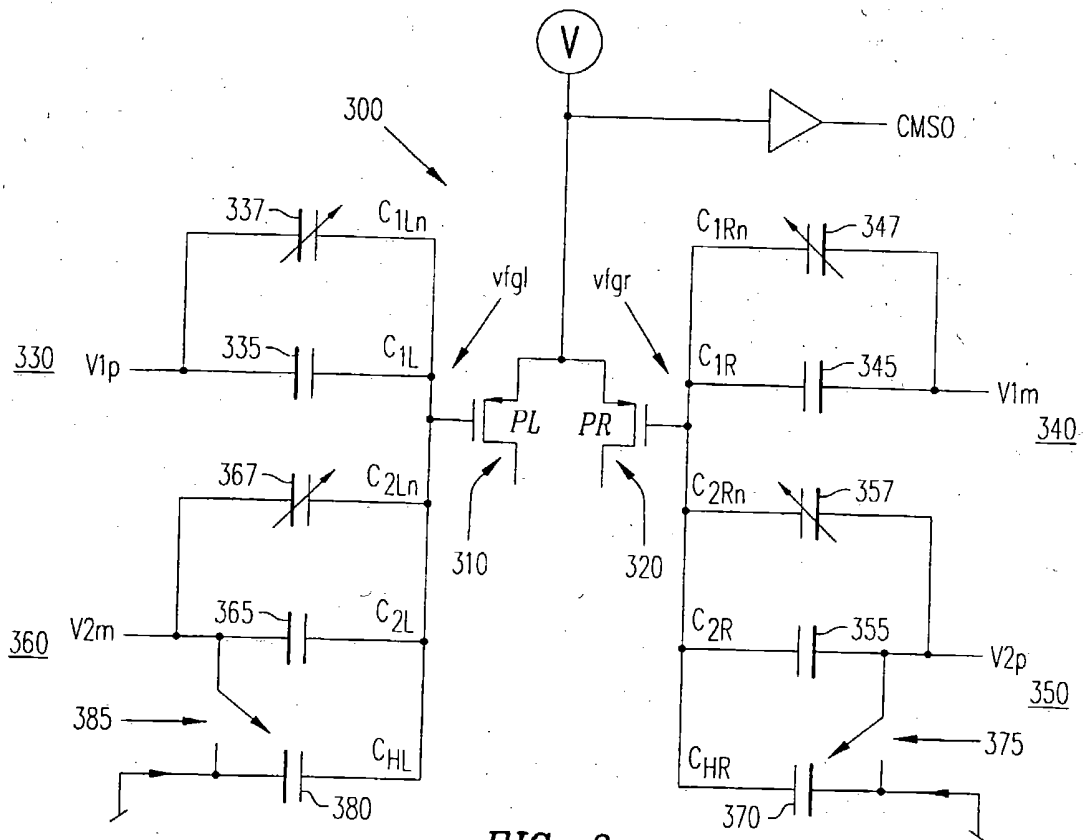 V
300
CMSO
337
C1Ln
C1Rn
347
vfgl
vfgr
330
V1p
335
C1L
C1R
345
V1m
340
PL
PR
367
C2Ln
C2Rn
357
310
320
360
V2m
365
C2L
C2R
355
V2p
350
385
375
CHL
CHR
380
370